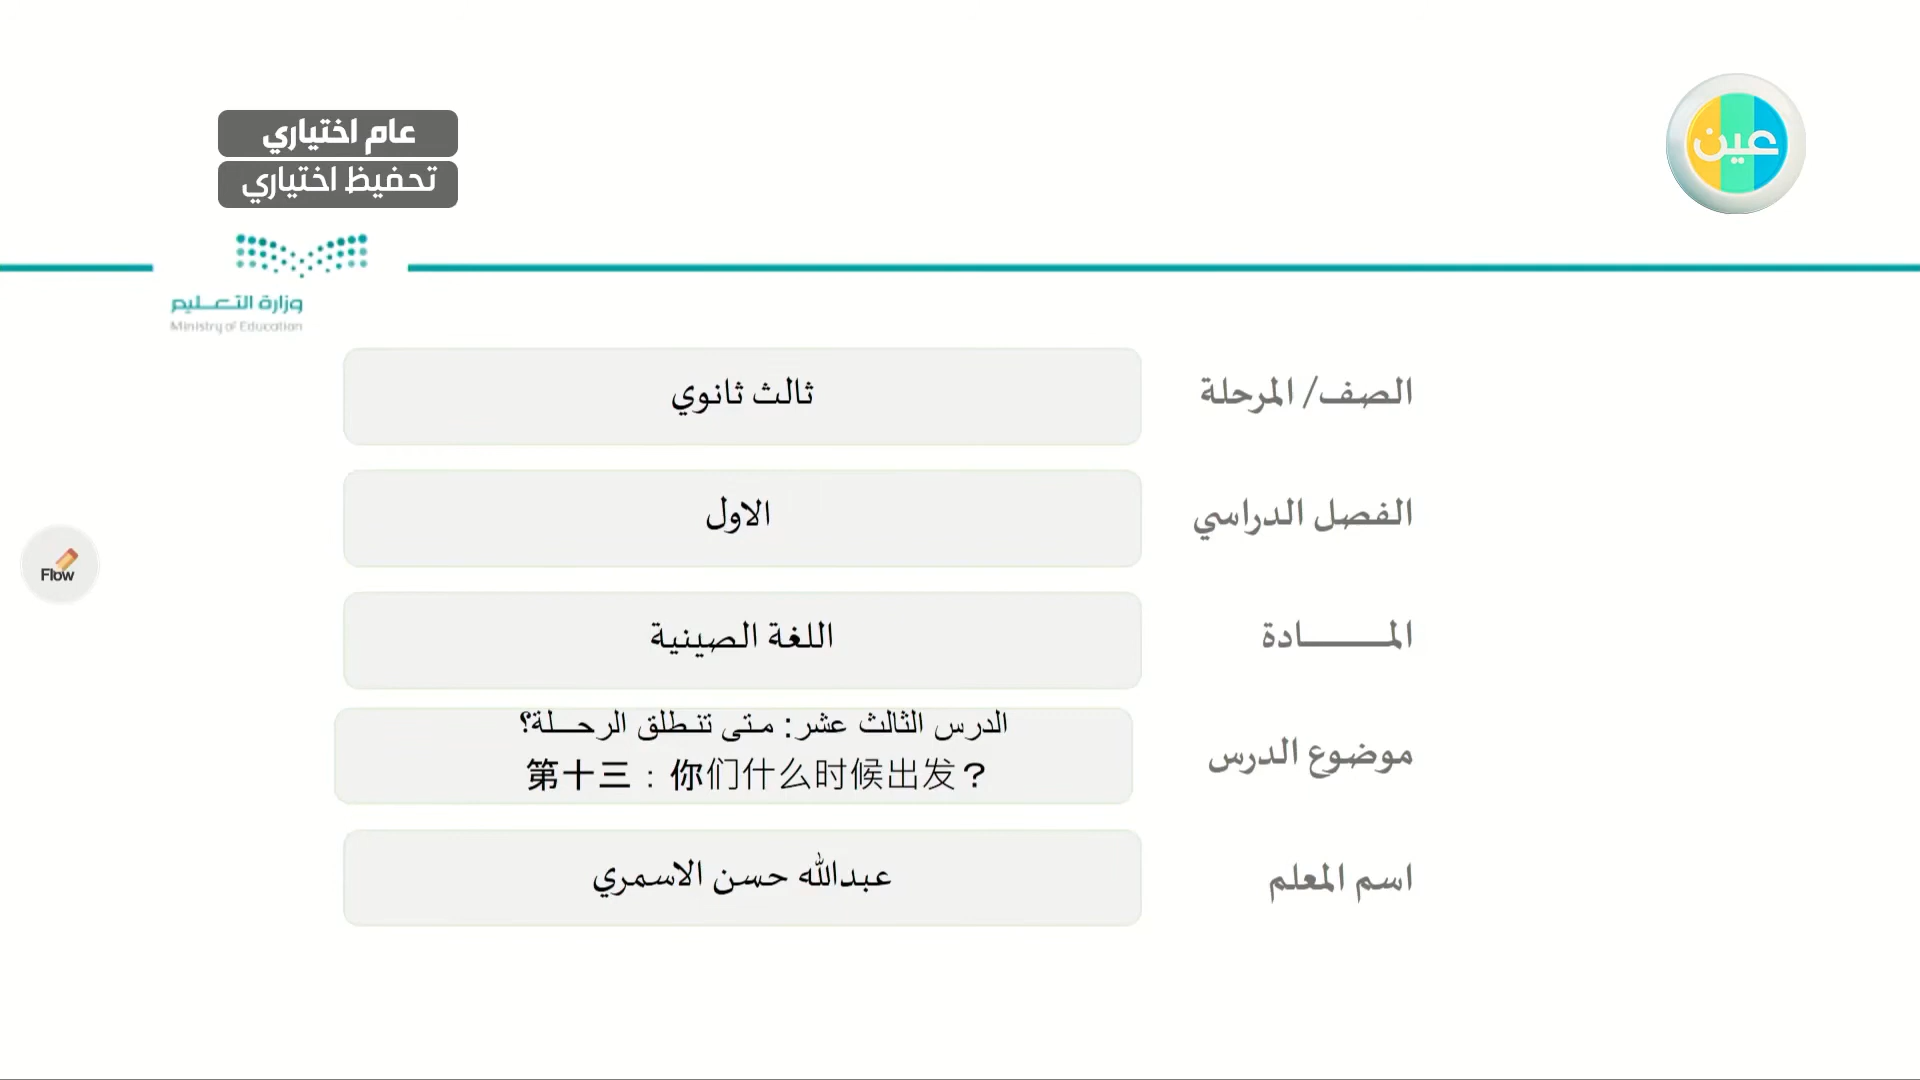 عام اختياري
تحفيظ اختياري
عين
وزارة التعليم
Ministry of Education
الصف/ المرحلة
ثالث ثانوي
الفصل الدراسي
الاول
المـــــــــادة
اللغة الصينية
موضوع الدرس
الدرس الثالث عشر: متى تنطلق الرحـــلة؟
第十三：你们什么时候出发？
اسم المعلم
عبدالله حسن الاسمري
Flow